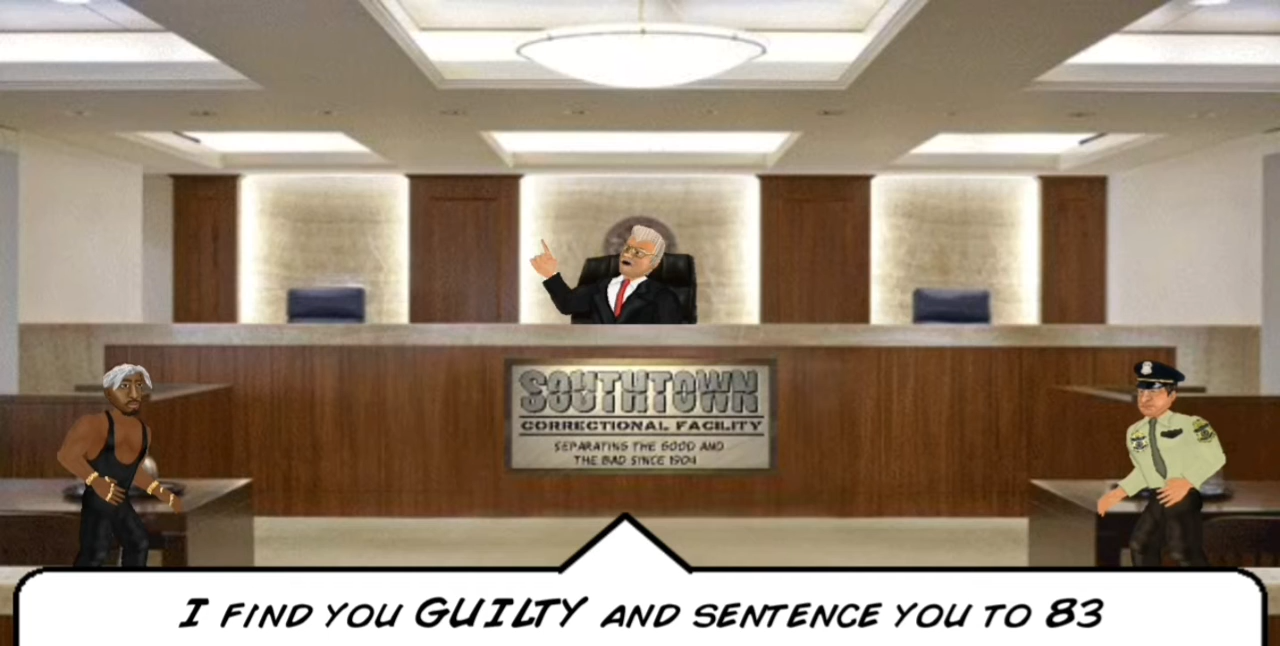 SOUTHTOWN
CORRECTIONAL FACILITY
SEPARATING THE GOOD AND
THE BAD SINCE 1904
I FIND YOU GUILTY AND SENTENCE YOU TO 83